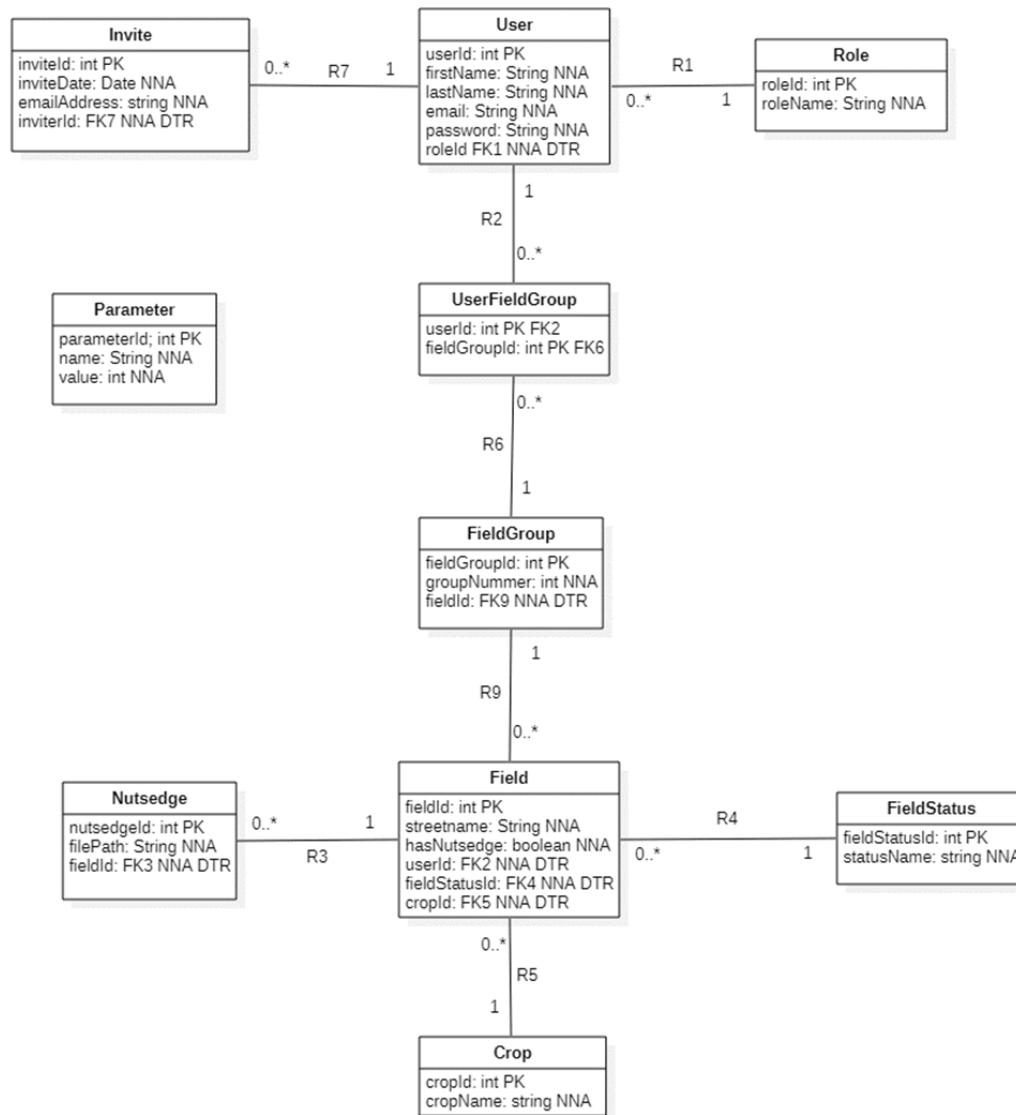 Invite
inviteId: int PK
inviteDate: Date NNA
emailAddress: string NNA
inviterId: FK7 NNA DTR
0..*
R7
1
User
userId: int PK
firstName: String NNA
lastName: String NNA
email: String NNA
password: String NNA
roleId FK1 NNA DTR
R1
0..*
1
Role
roleId: int PK
roleName: String NNA
1
R2
0..*
Parameter
parameterId; int PK
name: String NNA
value: int NNA
UserFieldGroup
userId: int PK FK2
fieldGroupId: int PK FK6
0..*
R6
1
FieldGroup
fieldGroupId: int PK
groupNummer: int NNA
fieldId: FK9 NNA DTR
1
R9
0..*
Nutsedge
nutsedgeId: int PK
filePath: String NNA
fieldId: FK3 NNA DTR
0..*
1
R3
Field
fieldId: int PK
streetname: String NNA
hasNutsedge: boolean NNA
userId: FK2 NNA DTR
fieldStatusId: FK4 NNA DTR
cropId: FK5 NNA DTR
R4
0..*
1
FieldStatus
fieldStatusId: int PK
statusName: string NNA
0..*
R5
1
Crop
cropId: int PK
cropName: string NNA